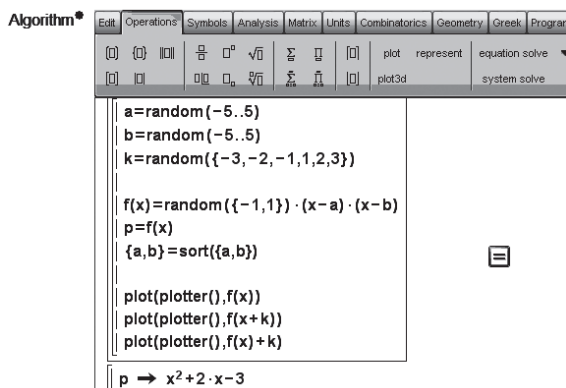 Algorithm*
Edit Operations Symbols Analysis Matrix Units Combinatorics Geometry Greek Program
plot represent equation solve
plot3d system solve
a=random(-5..5)
b=random(-5..5)
k=random({-3,-2,-1,1,2,3})
f(x)=random({-1,1})·(x-a)·(x-b)
p=f(x)
{a,b}=sort({a,b})
plot(plotter(),f(x))
plot(plotter(),f(x+k))
plot(plotter(),f(x)+k)
p → x²+2·x-3